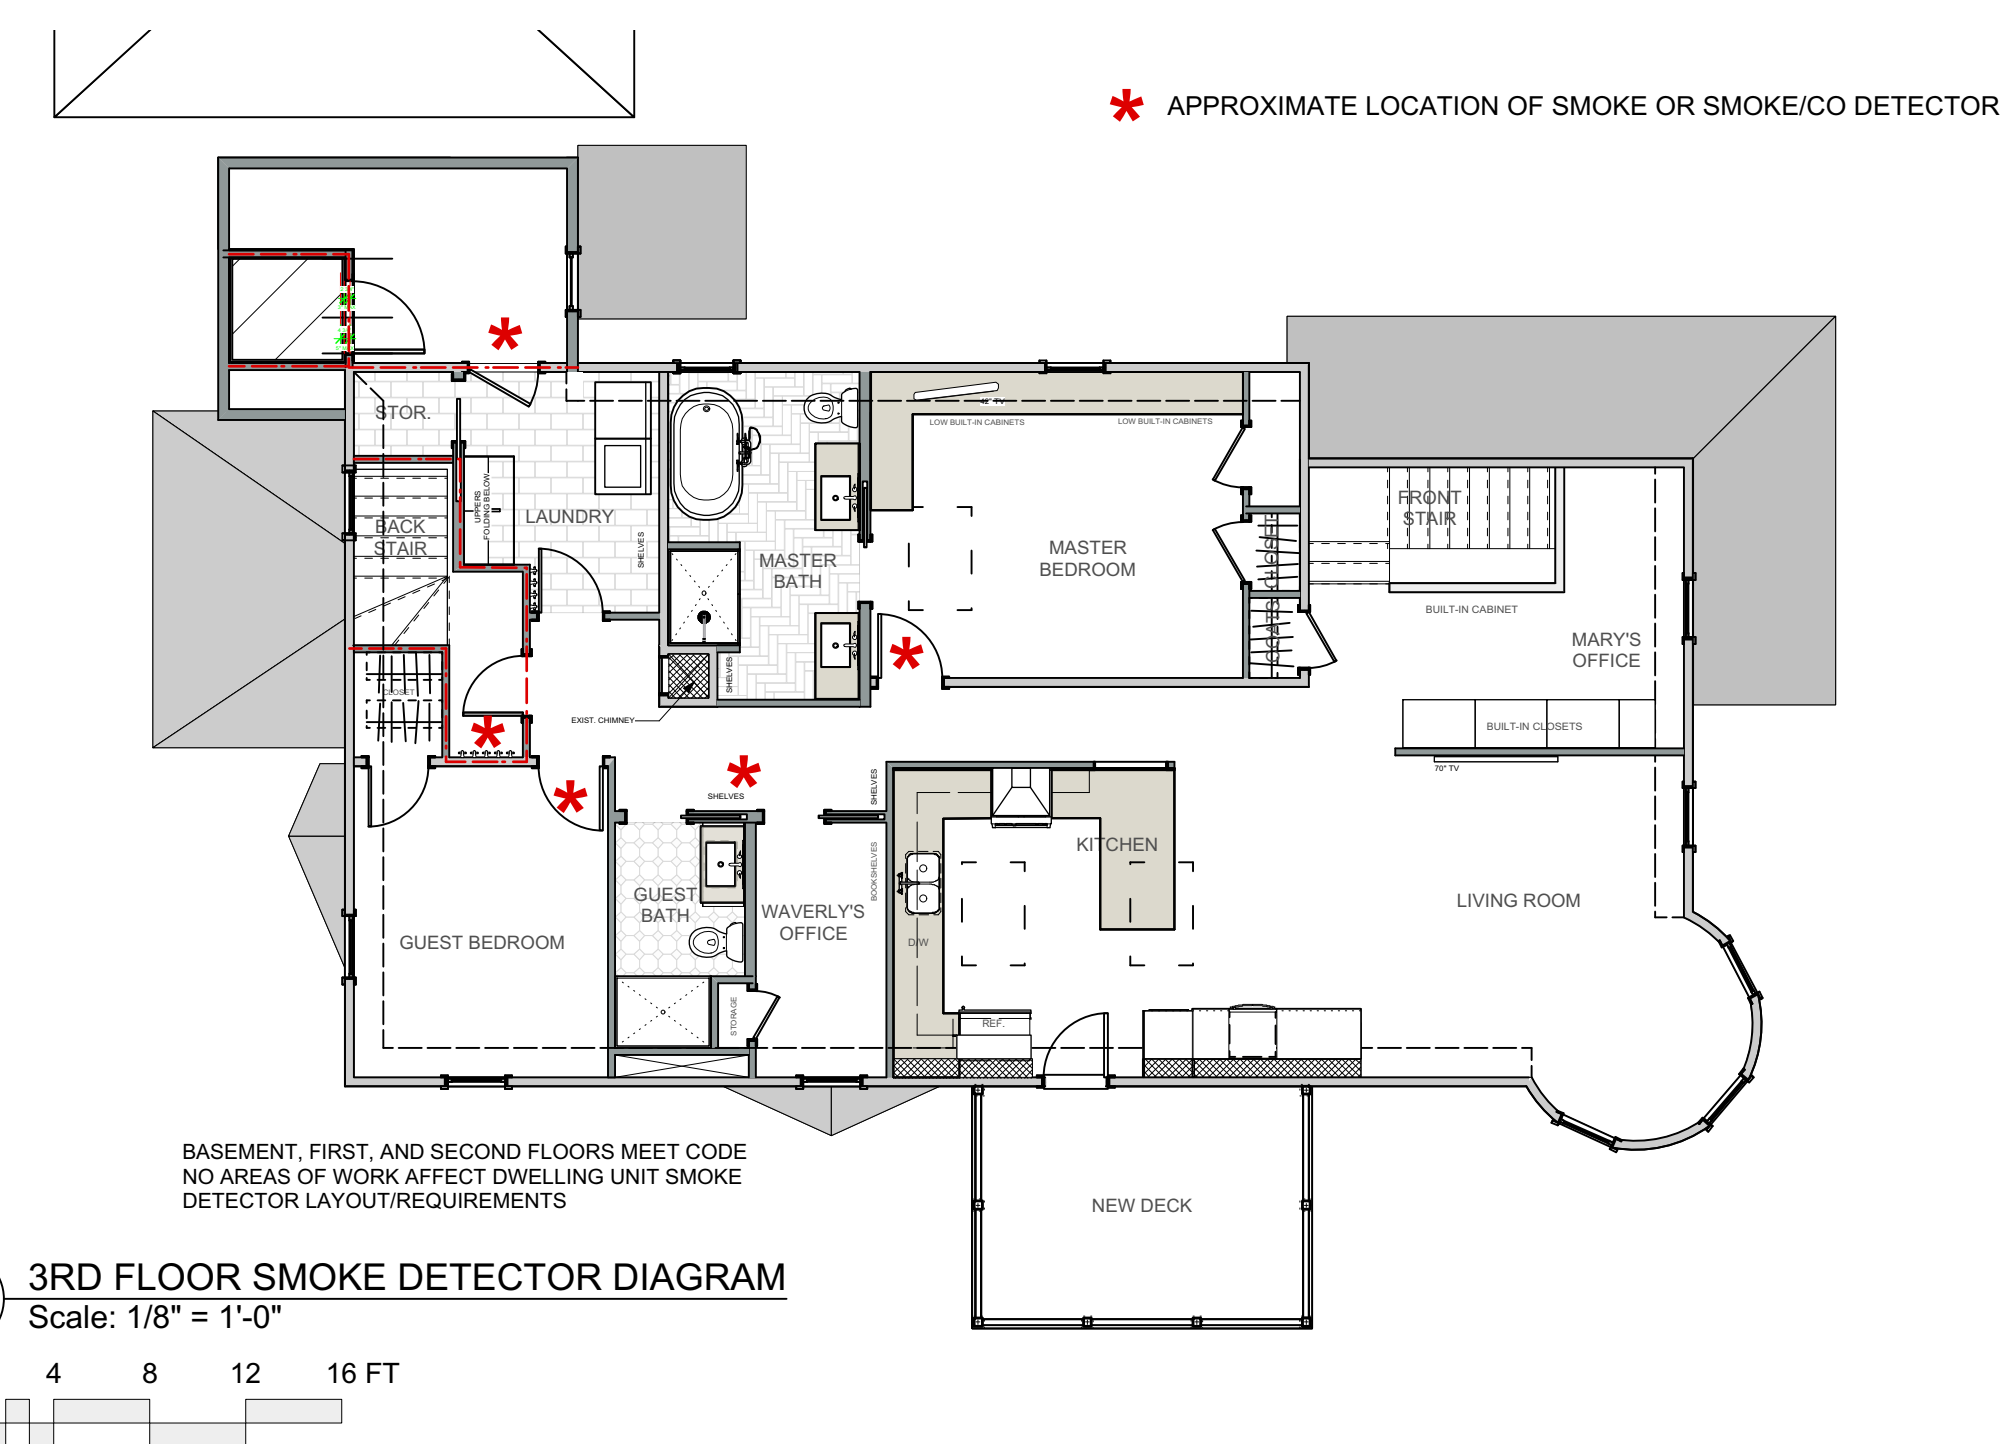 * APPROXIMATE LOCATION OF SMOKE OR SMOKE/CO DETECTOR
STOR.
42" TV
LOW BUILT-IN CABINETS
LOW BUILT-IN CABINETS
UPPERS
FOLDING BELOW
LAUNDRY
SHELVES
BACK
STAIR
MASTER
BATH
MASTER
BEDROOM
CLOSET
COATS
FRONT
STAIR
BUILT-IN CABINET
MARY'S
OFFICE
CLOSET
SHELVES
EXIST. CHIMNEY
BUILT-IN CLOSETS
70" TV
SHELVES
SHELVES
KITCHEN
BOOKSHELVES
GUEST
BATH
WAVERLY'S
OFFICE
LIVING ROOM
GUEST BEDROOM
D/W
STORAGE
REF.
NEW DECK
BASEMENT, FIRST, AND SECOND FLOORS MEET CODE
NO AREAS OF WORK AFFECT DWELLING UNIT SMOKE
DETECTOR LAYOUT/REQUIREMENTS
3RD FLOOR SMOKE DETECTOR DIAGRAM
Scale: 1/8" = 1'-0"
4 8 12 16 FT